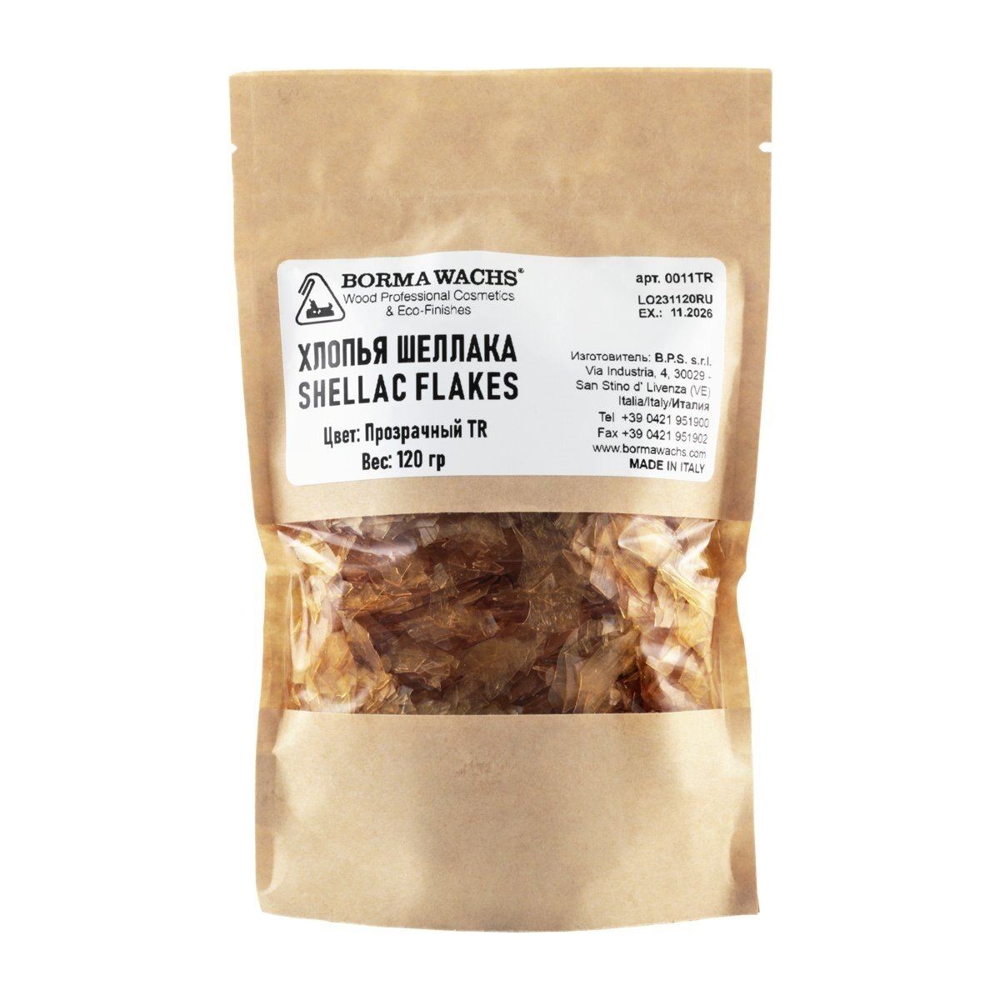 BORMA WACHS®
Wood Professional Cosmetics
& Eco-Finishes
ХЛОПЬЯ ШЕЛЛАКА
SHELLAC FLAKES
Цвет: Прозрачный TR
Вес: 120 гр
арт. 0011TR
LO231120RU
EX.: 11.2026
Изготовитель: B.P.S. s.r.l.
Via Industria, 4, 30029 -
San Stino d' Livenza (VE)
Italia/Italy/Италия
Tel +39 0421 951900
Fax +39 0421 951902
www.bormawachs.com
MADE IN ITALY